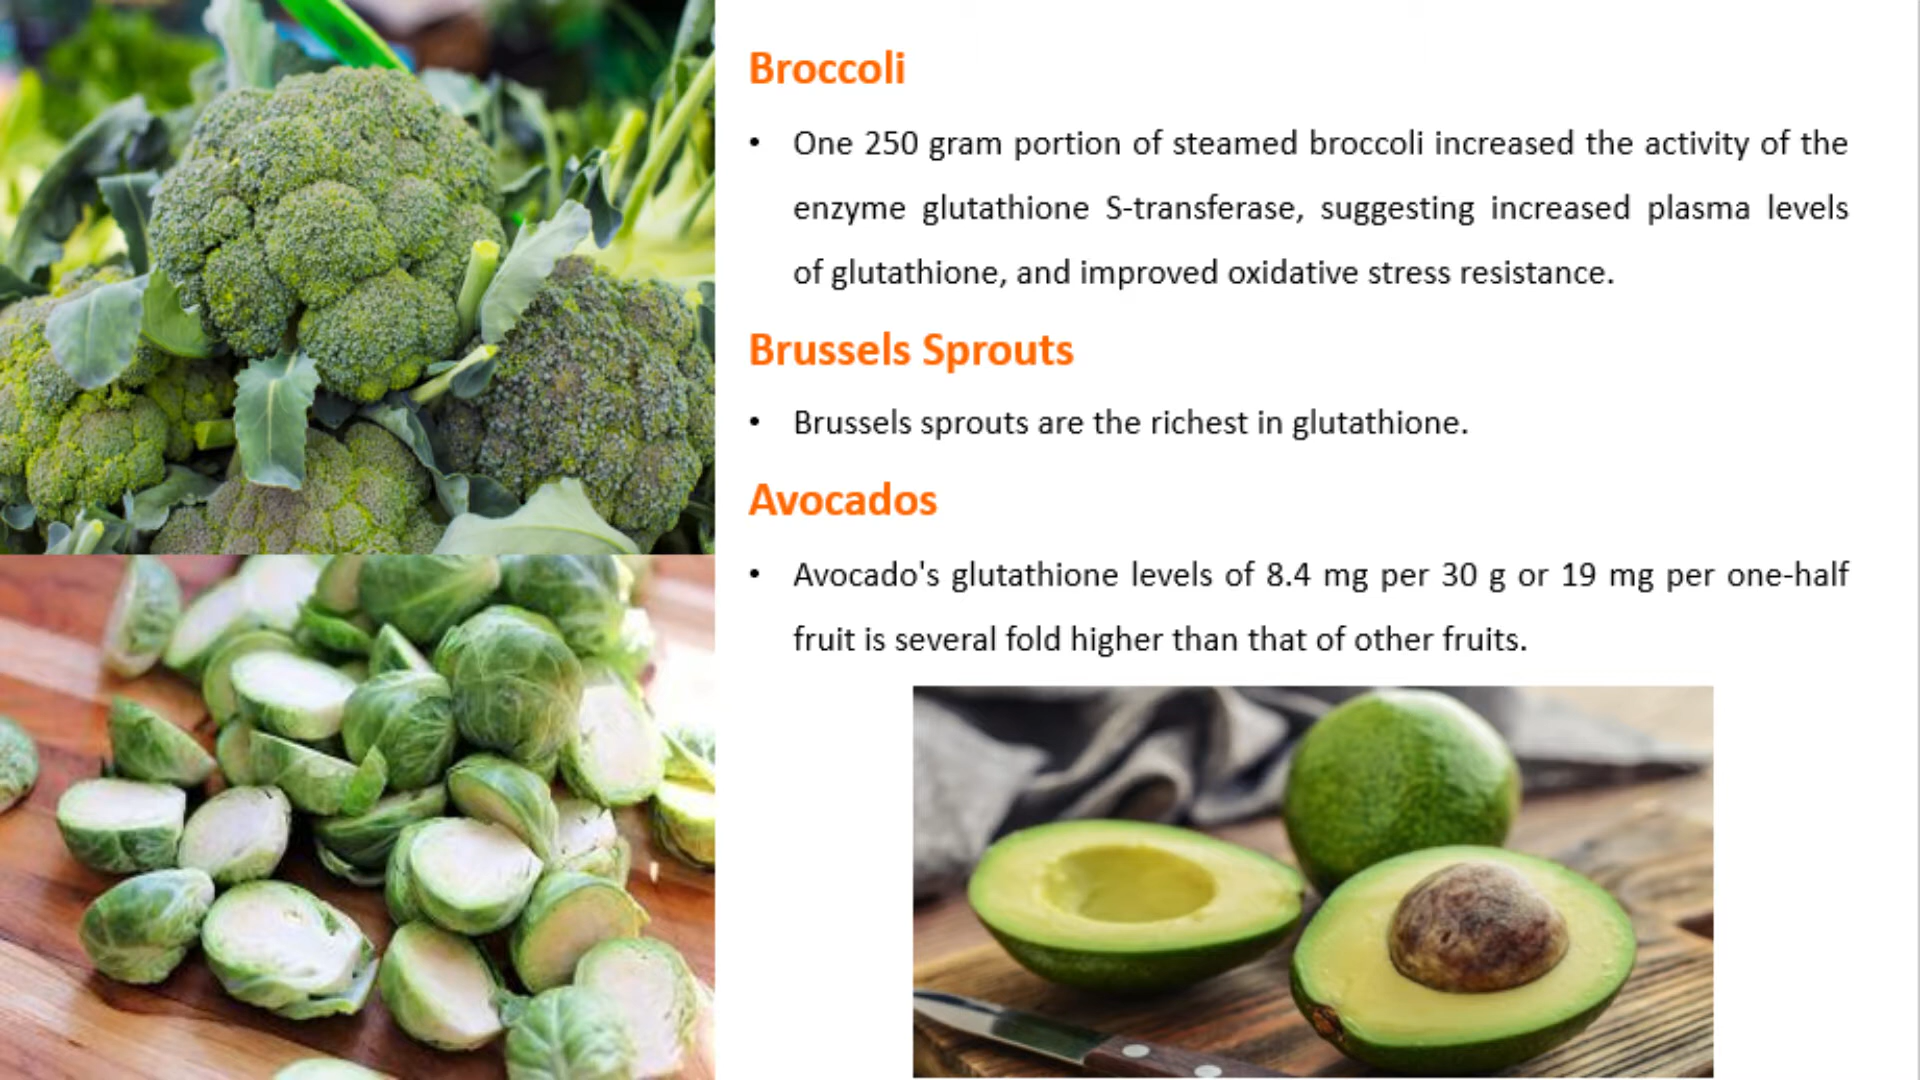 Broccoli
• One 250 gram portion of steamed broccoli increased the activity of the
enzyme glutathione S-transferase, suggesting increased plasma levels
of glutathione, and improved oxidative stress resistance.
Brussels Sprouts
• Brussels sprouts are the richest in glutathione.
Avocados
• Avocado's glutathione levels of 8.4 mg per 30 g or 19 mg per one-half
fruit is several fold higher than that of other fruits.